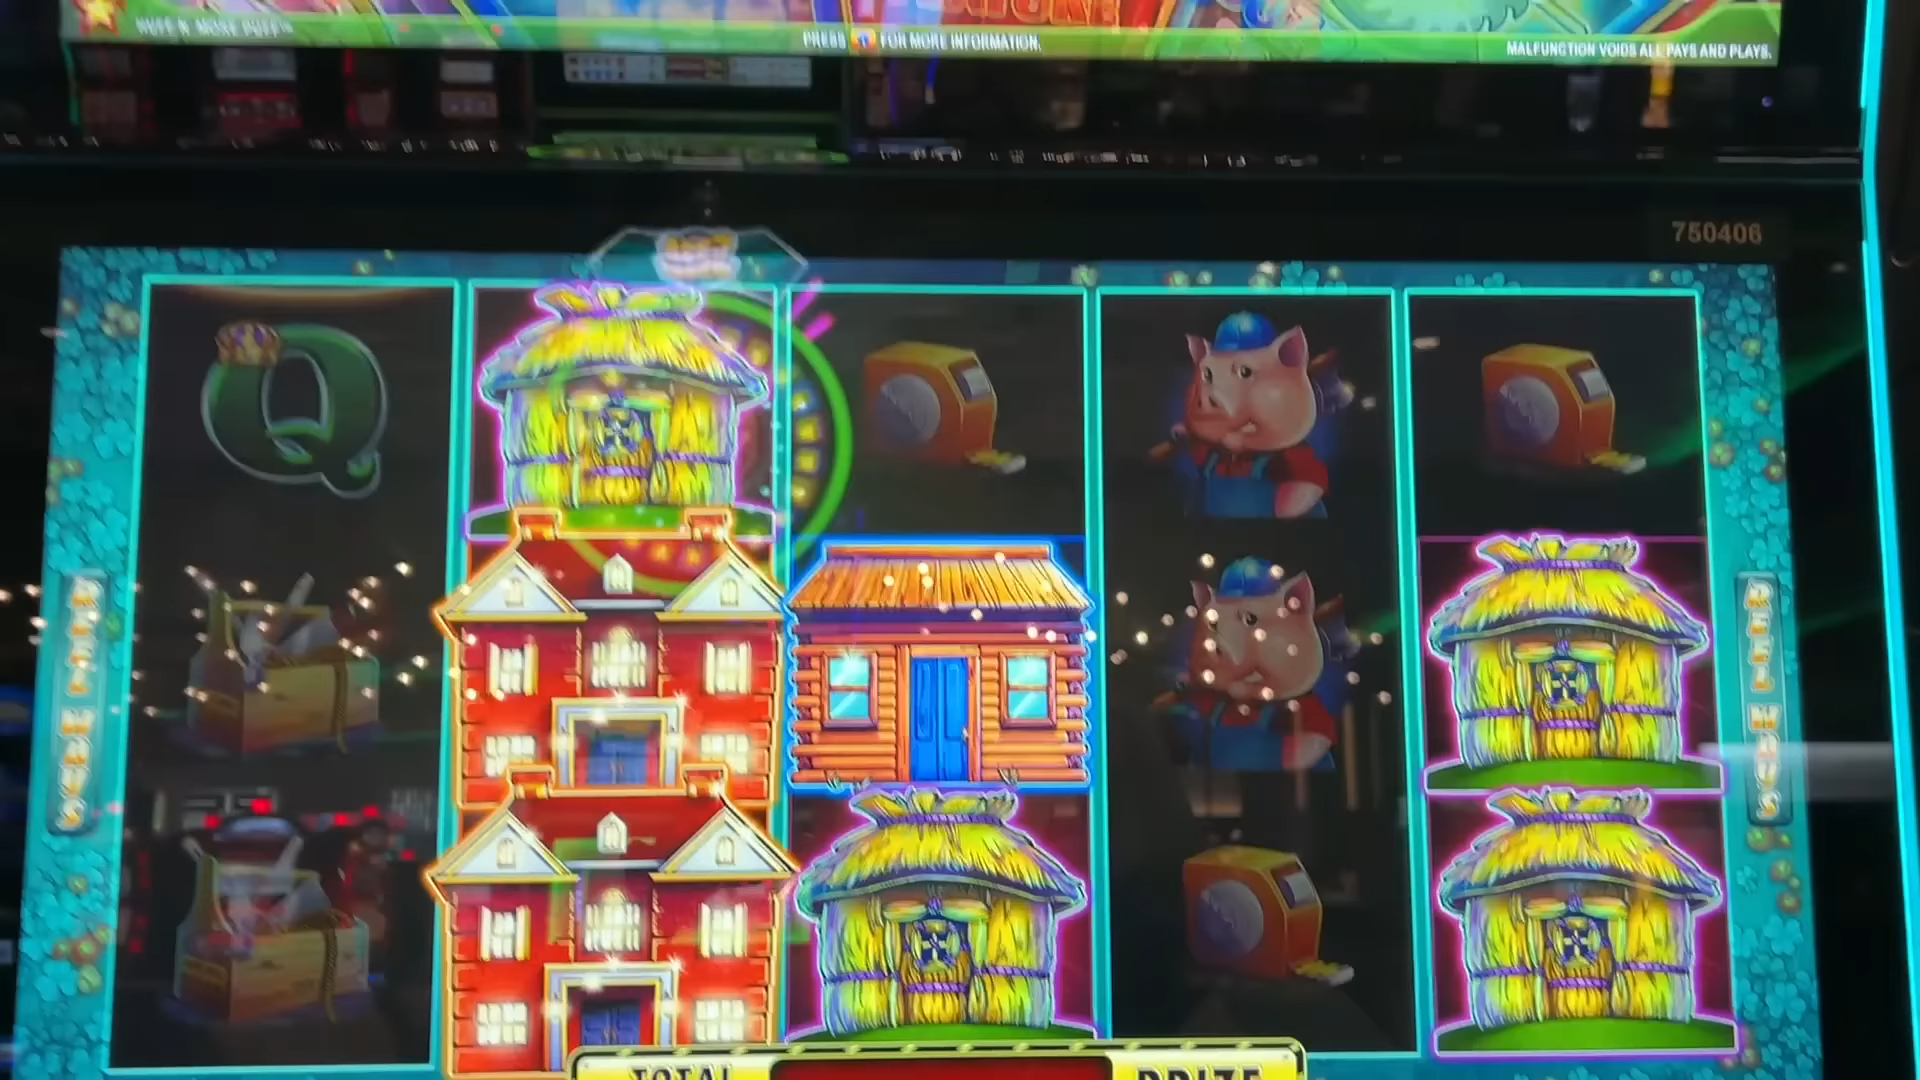 HUFF N' MORE PUFF™
PRESS FOR MORE INFORMATION.
MALFUNCTION VOIDS ALL PAYS AND PLAYS.
750406
Q
REEL WAYS
REEL WAYS
TOTAL
PRIZE